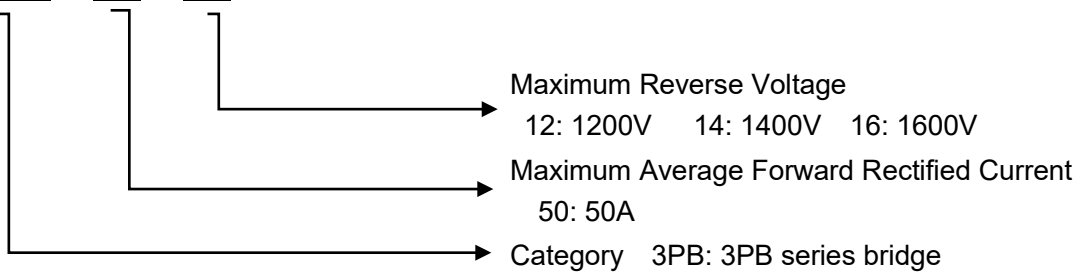 Maximum Reverse Voltage
12: 1200V 14: 1400V 16: 1600V
Maximum Average Forward Rectified Current
50: 50A
Category 3PB: 3PB series bridge